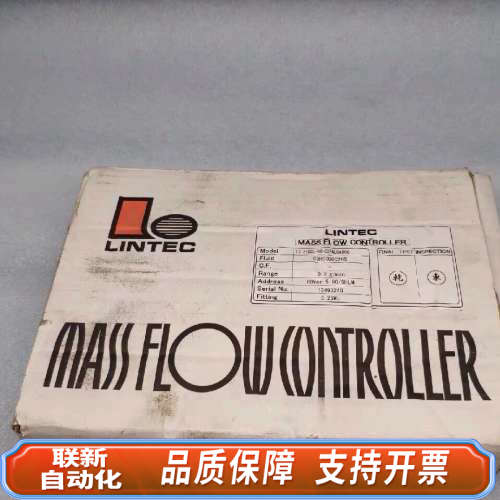 LINTEC
LINTEC
MASS FLOW CONTROLLER
Model
Fluid
C.F.
Range
Address
Serial No.
Fitting
FINAL TEST
INSPECTION
MASS FLOW CONTROLLER
联新
自动化
品质保障 支持开票